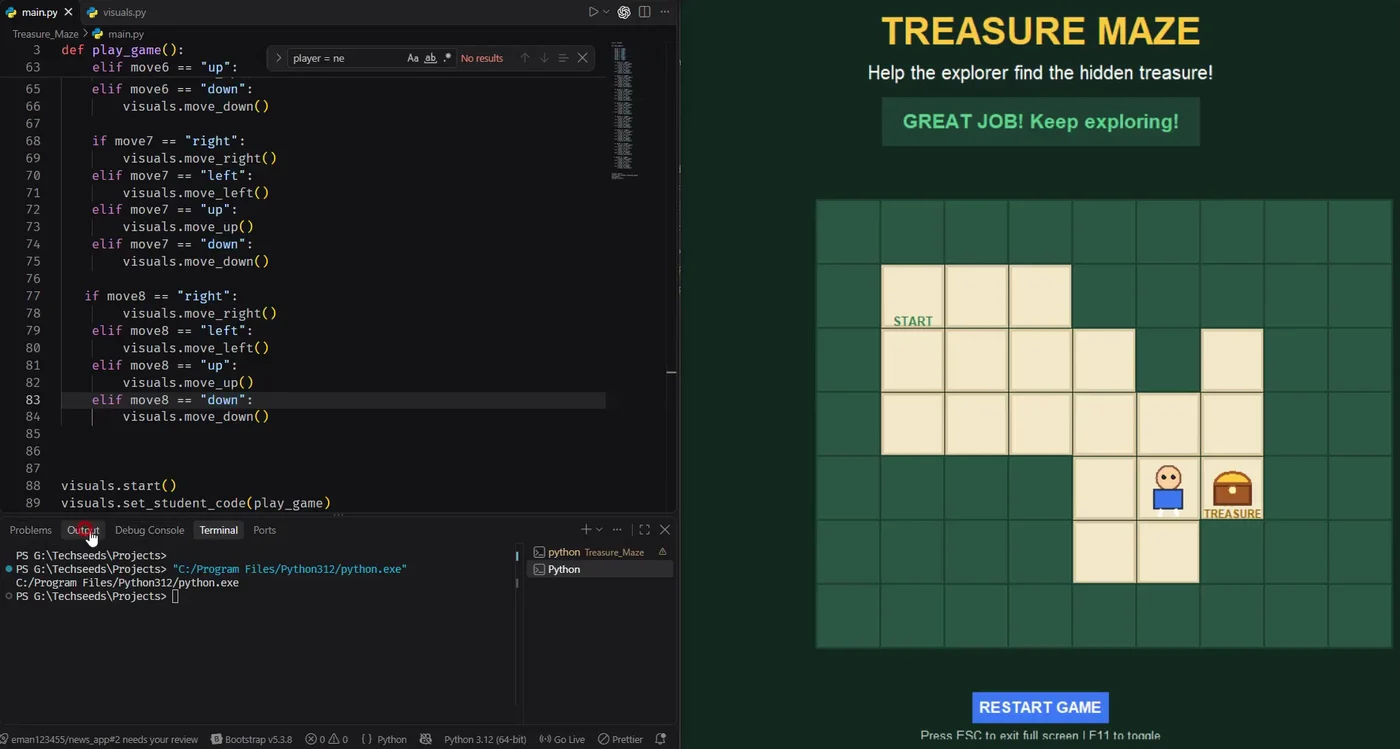 main.py
visuals.py
Treasure_Maze
main.py
player = ne
Aa ab .*
No results
3 def play_game():
63 elif move6 == "up":
65 elif move6 == "down":
66 visuals.move_down()
67
68 if move7 == "right":
69 visuals.move_right()
70 elif move7 == "left":
71 visuals.move_left()
72 elif move7 == "up":
73 visuals.move_up()
74 elif move7 == "down":
75 visuals.move_down()
76
77 if move8 == "right":
78 visuals.move_right()
79 elif move8 == "left":
80 visuals.move_left()
81 elif move8 == "up":
82 visuals.move_up()
83 elif move8 == "down":
84 visuals.move_down()
85
86
87
88 visuals.start()
89 visuals.set_student_code(play_game)
Problems Output Debug Console Terminal Ports
PS G:\Techseeds\Projects>
PS G:\Techseeds\Projects> "C:/Program Files/Python312/python.exe"
C:/Program Files/Python312/python.exe
PS G:\Techseeds\Projects>
python Treasure_Maze
Python
eman123455/news_app#2 needs your review Bootstrap v5.3.8 0 0 {} Python Python 3.12 (64-bit) Go Live Prettier
TREASURE MAZE
Help the explorer find the hidden treasure!
GREAT JOB! Keep exploring!
START
TREASURE
RESTART GAME
Press ESC to exit full screen | F11 to toggle